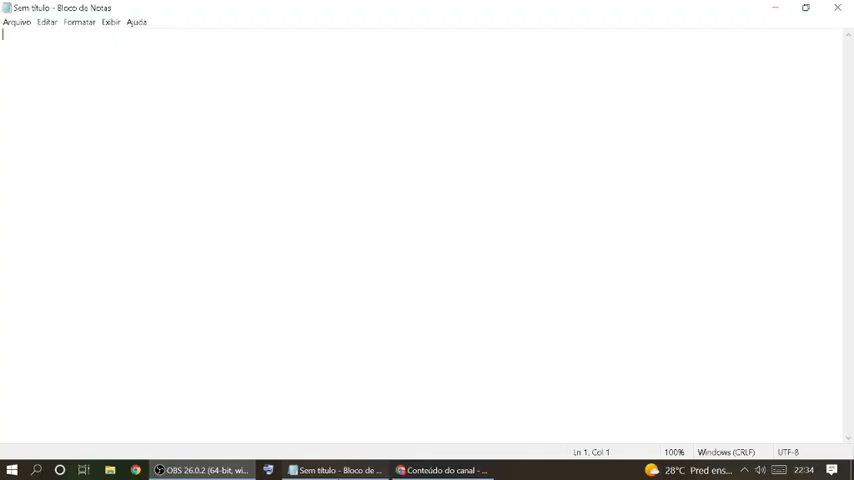 Sem título - Bloco de Notas
Arquivo Editar Formatar Exibir Ajuda
Ln 1, Col 1 100% Windows (CRLF) UTF-8
OBS 26.0.2 (64-bit, wi... Sem título - Bloco de ... Conteúdo do canal - ... 28°C Pred ens... 22:34